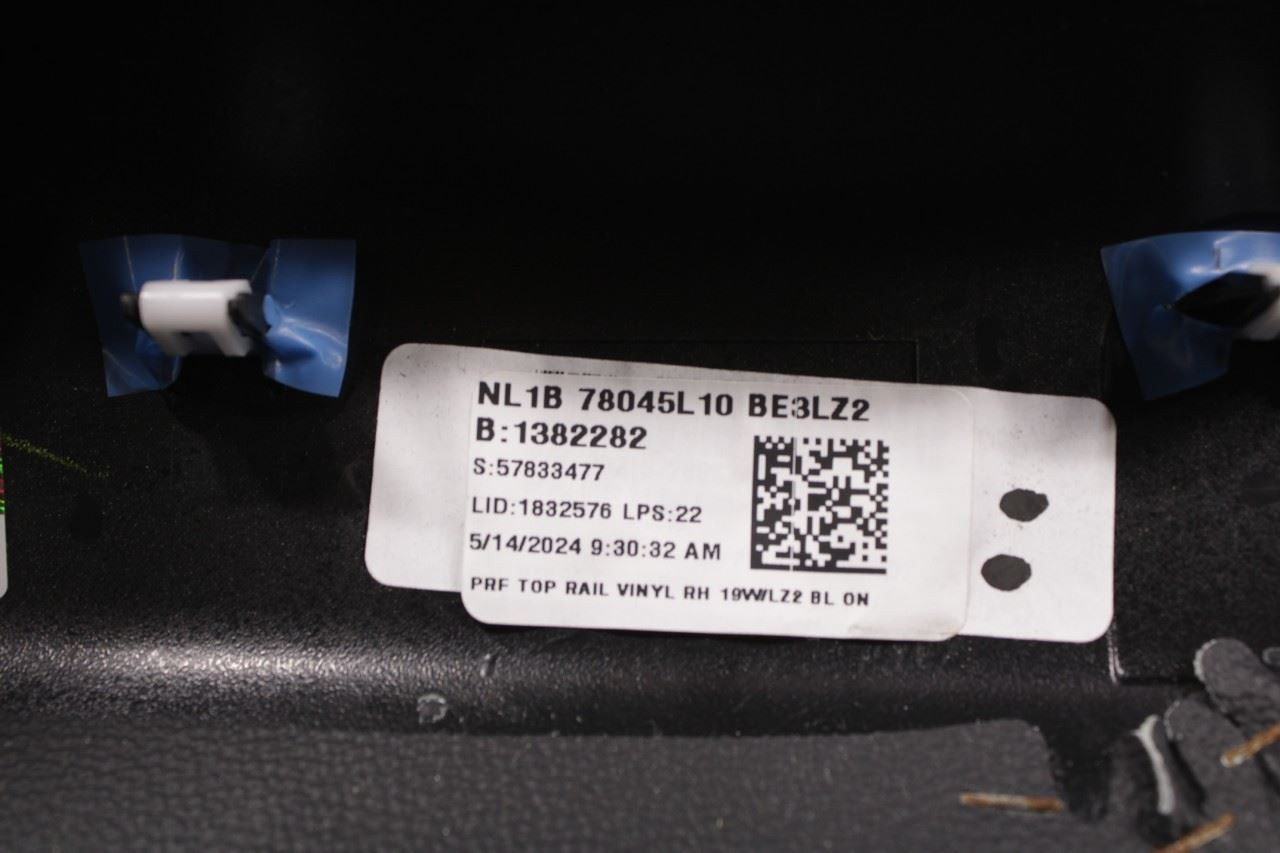 NL1B 78045L10 BE3LZ2
B:1382282
S:57833477
LID:1832576 LPS:22
5/14/2024 9:30:32 AM
PRF TOP RAIL VINYL RH 19W/LZ2 BL ON